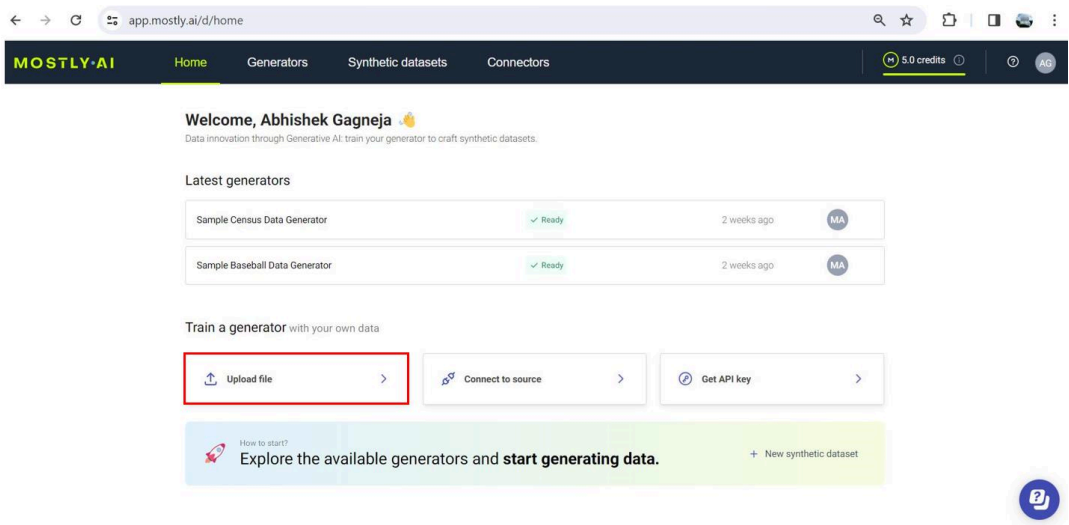 app.mostly.ai/d/home
MOSTLY·AI Home Generators Synthetic datasets Connectors M 5.0 credits ? AG
Welcome, Abhishek Gagneja 👋
Data innovation through Generative AI: train your generator to craft synthetic datasets.
Latest generators
Sample Census Data Generator Ready 2 weeks ago MA
Sample Baseball Data Generator Ready 2 weeks ago MA
Train a generator with your own data
Upload file Connect to source Get API key
How to start?
Explore the available generators and start generating data. + New synthetic dataset
?